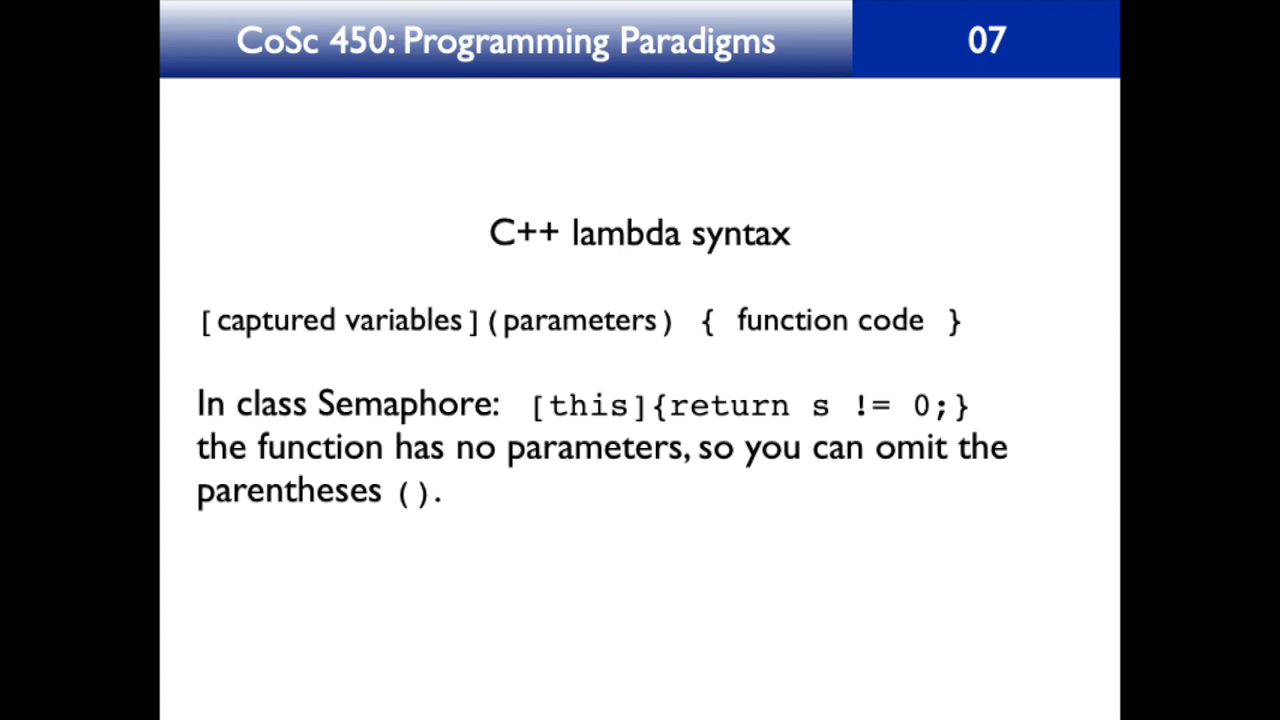 CoSc 450: Programming Paradigms 07
C++ lambda syntax
[captured variables](parameters) { function code }
In class Semaphore: [this]{return s != 0;}
the function has no parameters, so you can omit the
parentheses ().